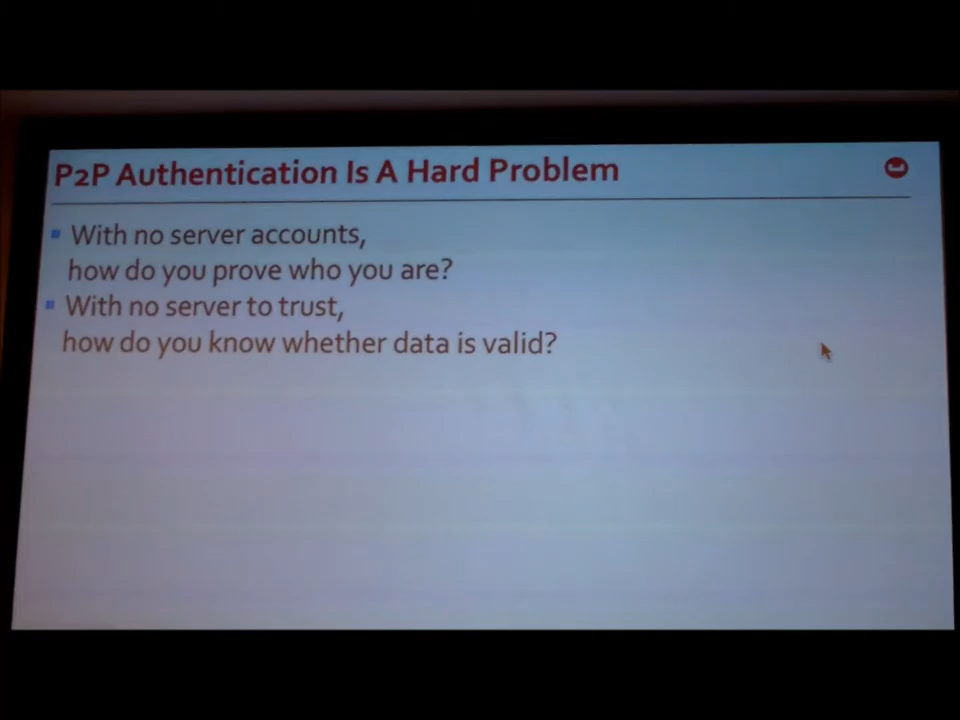 P2P Authentication Is A Hard Problem
With no server accounts,
how do you prove who you are?
With no server to trust,
how do you know whether data is valid?